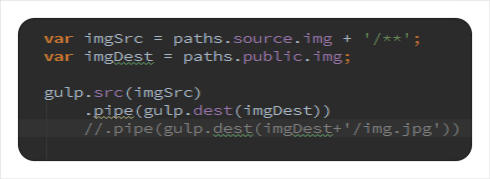 var imgSrc = paths.source.img + '/**';
var imgDest = paths.public.img;
gulp.src(imgSrc)
.pipe(gulp.dest(imgDest))
//.pipe(gulp.dest(imgDest+'/img.jpg'))